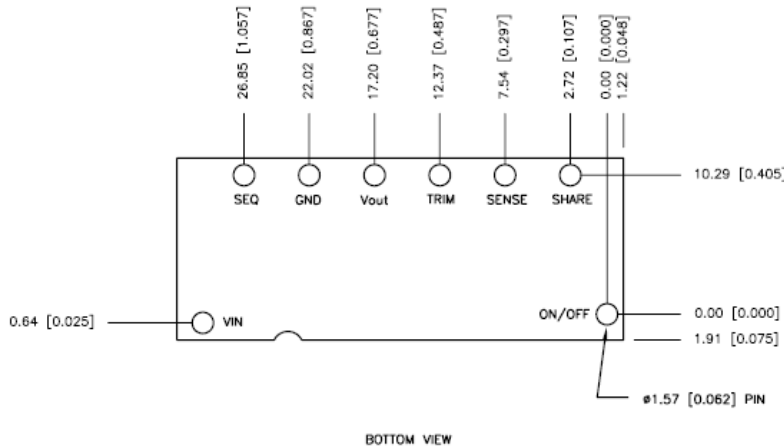 26.85 [1.057]
22.02 [0.867]
17.20 [0.677]
12.37 [0.487]
7.54 [0.297]
2.72 [0.107]
0.00 [0.000]
1.22 [0.048]
10.29 [0.405]
SEQ GND Vout TRIM SENSE SHARE
0.64 [0.025] VIN ON/OFF 0.00 [0.000]
1.91 [0.075]
ø1.57 [0.062] PIN
BOTTOM VIEW